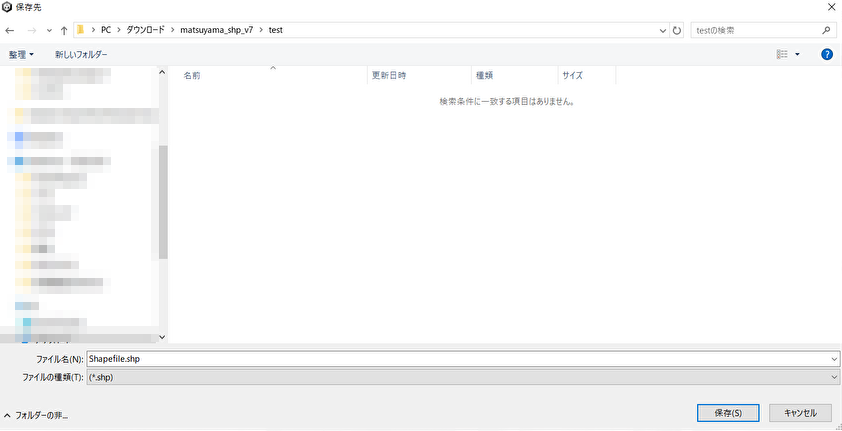 保存先
PC > ダウンロード > matsuyama_shp_v7 > test
testの検索
整理 新しいフォルダー
名前 更新日時 種類 サイズ
検索条件に一致する項目はありません。
ファイル名(N): Shapefile.shp
ファイルの種類(T): (*.shp)
フォルダーの非... 保存(S) キャンセル